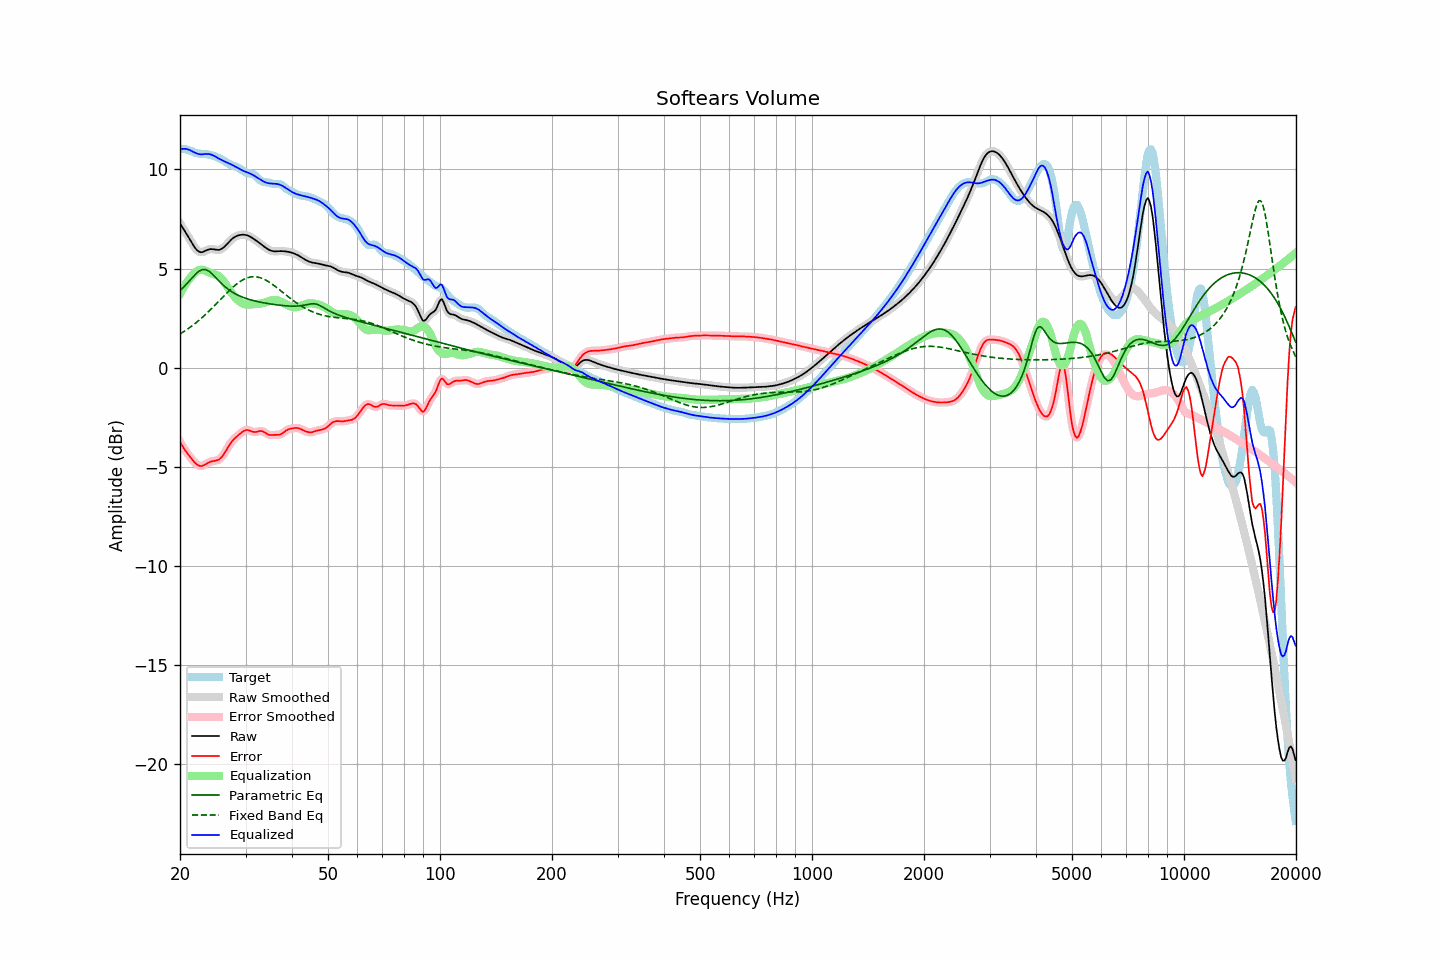 Softears Volume
Amplitude (dBr)
10
5
0
−5
−10
−15
−20
Target
Raw Smoothed
Error Smoothed
Raw
Error
Equalization
Parametric Eq
Fixed Band Eq
Equalized
20 50 100 200 500 1000 2000 5000 10000 20000
Frequency (Hz)